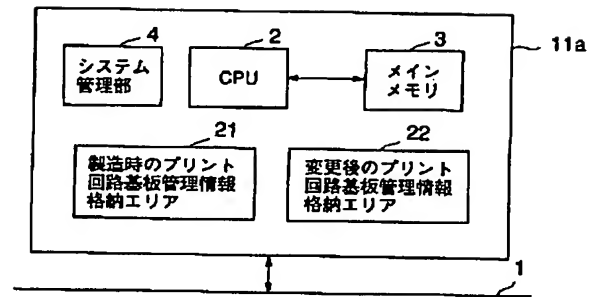 4
2
3
11a
システム
管理部
CPU
メイン
メモリ
21
22
製造時のプリント
回路基板管理情報
格納エリア
変更後のプリント
回路基板管理情報
格納エリア
1